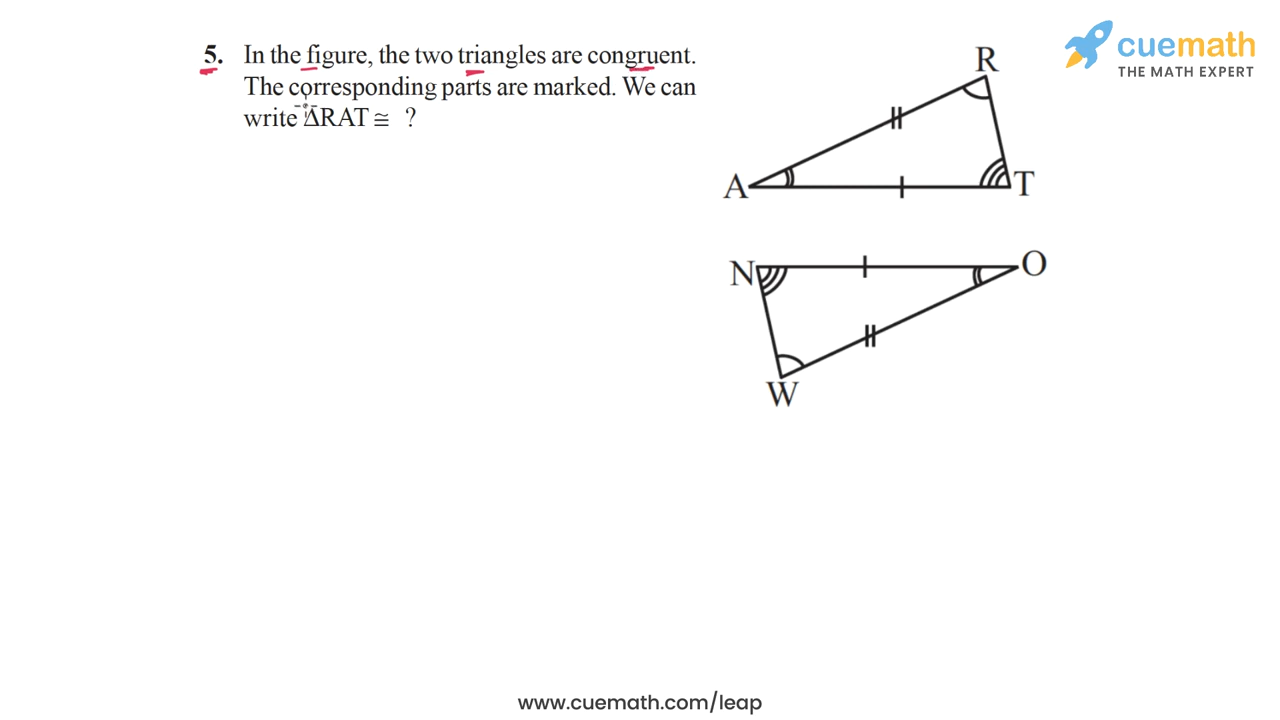 5. In the figure, the two triangles are congruent.
The corresponding parts are marked. We can
write ΔRAT ≅ ?
cuemath
THE MATH EXPERT
R
A
T
N
O
W
www.cuemath.com/leap